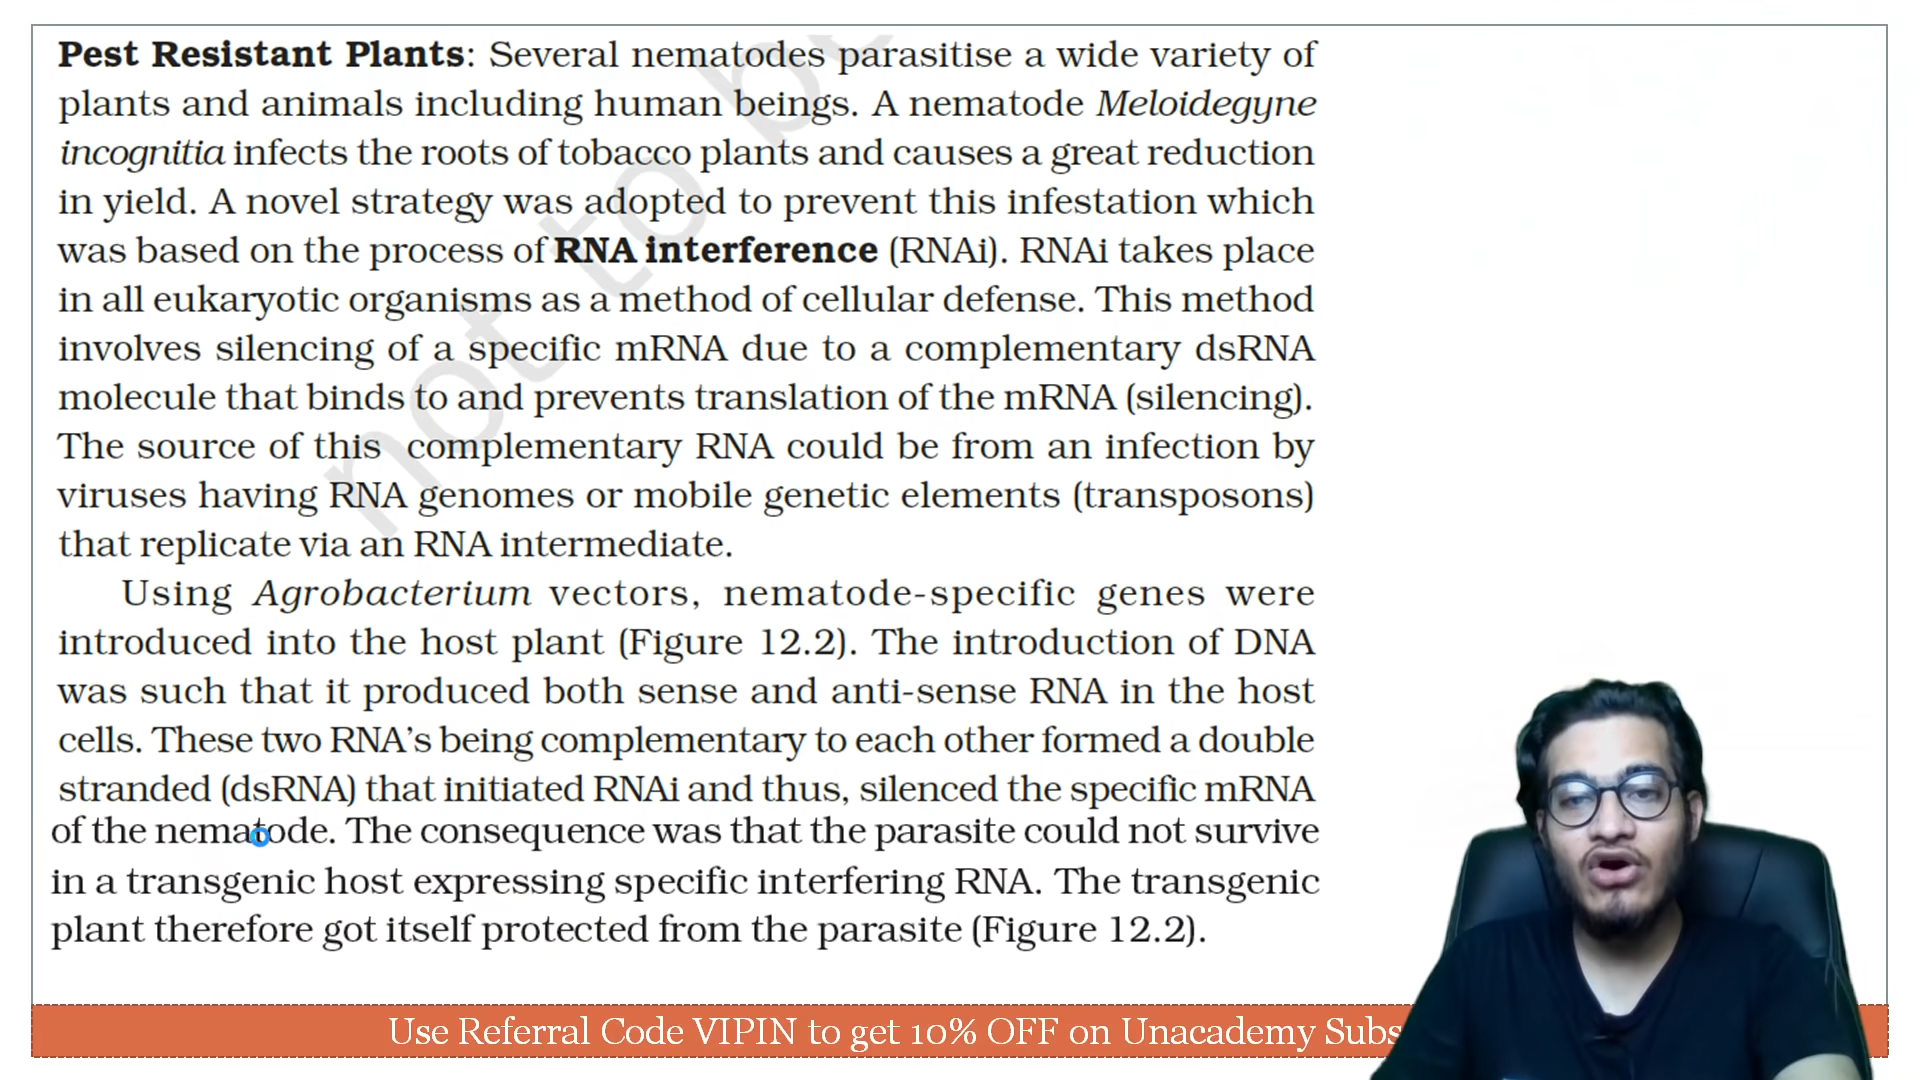 Pest Resistant Plants: Several nematodes parasitise a wide variety of
plants and animals including human beings. A nematode Meloidegyne
incognitia infects the roots of tobacco plants and causes a great reduction
in yield. A novel strategy was adopted to prevent this infestation which
was based on the process of RNA interference (RNAi). RNAi takes place
in all eukaryotic organisms as a method of cellular defense. This method
involves silencing of a specific mRNA due to a complementary dsRNA
molecule that binds to and prevents translation of the mRNA (silencing).
The source of this complementary RNA could be from an infection by
viruses having RNA genomes or mobile genetic elements (transposons)
that replicate via an RNA intermediate.
Using Agrobacterium vectors, nematode-specific genes were
introduced into the host plant (Figure 12.2). The introduction of DNA
was such that it produced both sense and anti-sense RNA in the host
cells. These two RNA's being complementary to each other formed a double
stranded (dsRNA) that initiated RNAi and thus, silenced the specific mRNA
of the nematode. The consequence was that the parasite could not survive
in a transgenic host expressing specific interfering RNA. The transgenic
plant therefore got itself protected from the parasite (Figure 12.2).
not to be
Use Referral Code VIPIN to get 10% OFF on Unacademy Subs